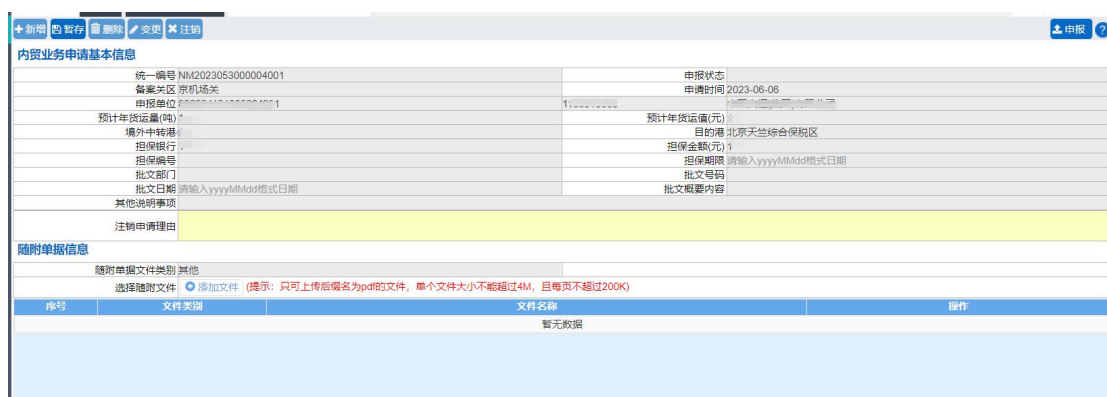 新增 暂存 删除 变更 注销 申报
内贸业务申请基本信息
统一编号 NM2023053000004001 申报状态
备案关区 京机场关 申请时间 2023-06-06
申报单位
预计年货运量(吨) 预计年货运值(元)
境外中转港 目的港 北京天竺综合保税区
担保银行 担保金额(元)
担保编号 担保期限 请输入yyyyMMdd格式日期
批文部门 批文号码
批文日期 请输入yyyyMMdd格式日期 批文概要内容
其他说明事项
注销申请理由
随附单据信息
随附单据文件类别 其他
选择随附文件 添加文件 (提示：只可上传后缀名为pdf的文件，单个文件大小不能超过4M，且每页不超过200K)
序号 文件类别 文件名称 操作
暂无数据